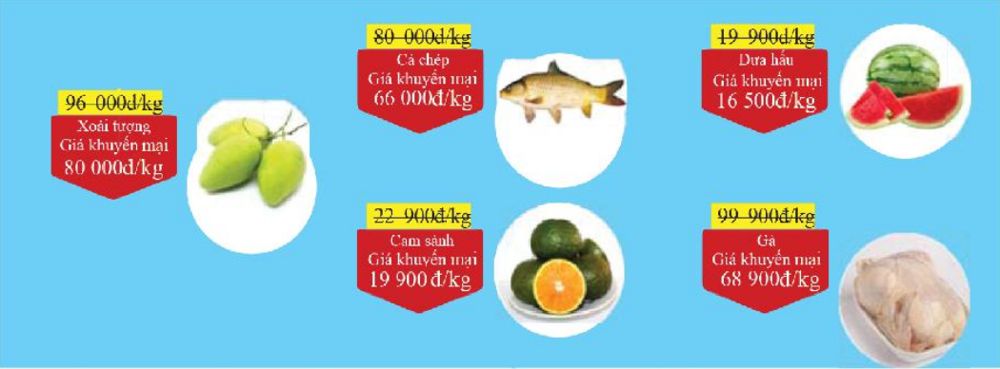 96 000đ/kg
Xoài tượng
Giá khuyến mại
80 000đ/kg
80 000đ/kg
Cá chép
Giá khuyến mại
66 000đ/kg
22 900đ/kg
Cam sành
Giá khuyến mại
19 900 đ/kg
19 900đ/kg
Dưa hấu
Giá khuyến mại
16 500đ/kg
99 900đ/kg
Gà
Giá khuyến mại
68 900đ/kg